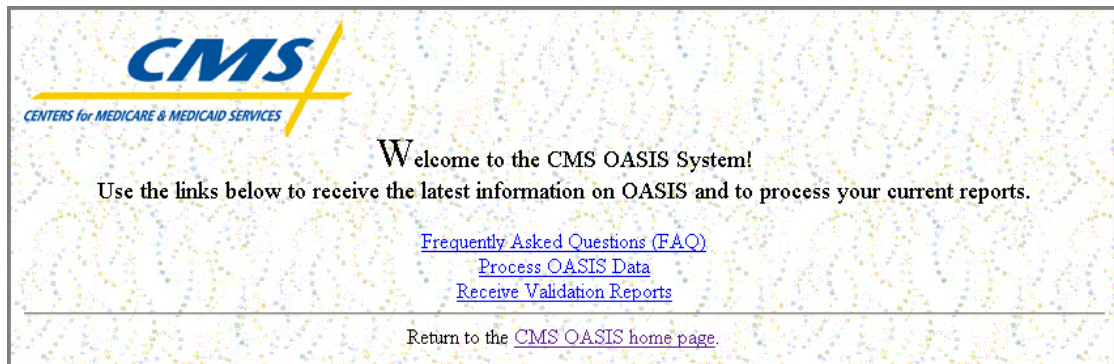 CMS
CENTERS for MEDICARE & MEDICAID SERVICES
Welcome to the CMS OASIS System!
Use the links below to receive the latest information on OASIS and to process your current reports.
Frequently Asked Questions (FAQ)
Process OASIS Data
Receive Validation Reports
Return to the CMS OASIS home page.